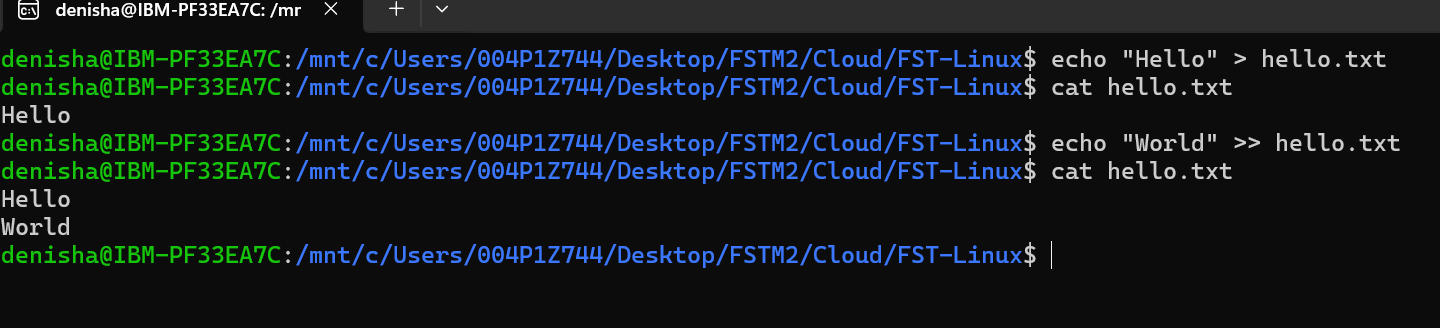 denisha@IBM-PF33EA7C: /mr
denisha@IBM-PF33EA7C:/mnt/c/Users/004P1Z744/Desktop/FSTM2/Cloud/FST-Linux$ echo "Hello" > hello.txt
denisha@IBM-PF33EA7C:/mnt/c/Users/004P1Z744/Desktop/FSTM2/Cloud/FST-Linux$ cat hello.txt
Hello
denisha@IBM-PF33EA7C:/mnt/c/Users/004P1Z744/Desktop/FSTM2/Cloud/FST-Linux$ echo "World" >> hello.txt
denisha@IBM-PF33EA7C:/mnt/c/Users/004P1Z744/Desktop/FSTM2/Cloud/FST-Linux$ cat hello.txt
Hello
World
denisha@IBM-PF33EA7C:/mnt/c/Users/004P1Z744/Desktop/FSTM2/Cloud/FST-Linux$